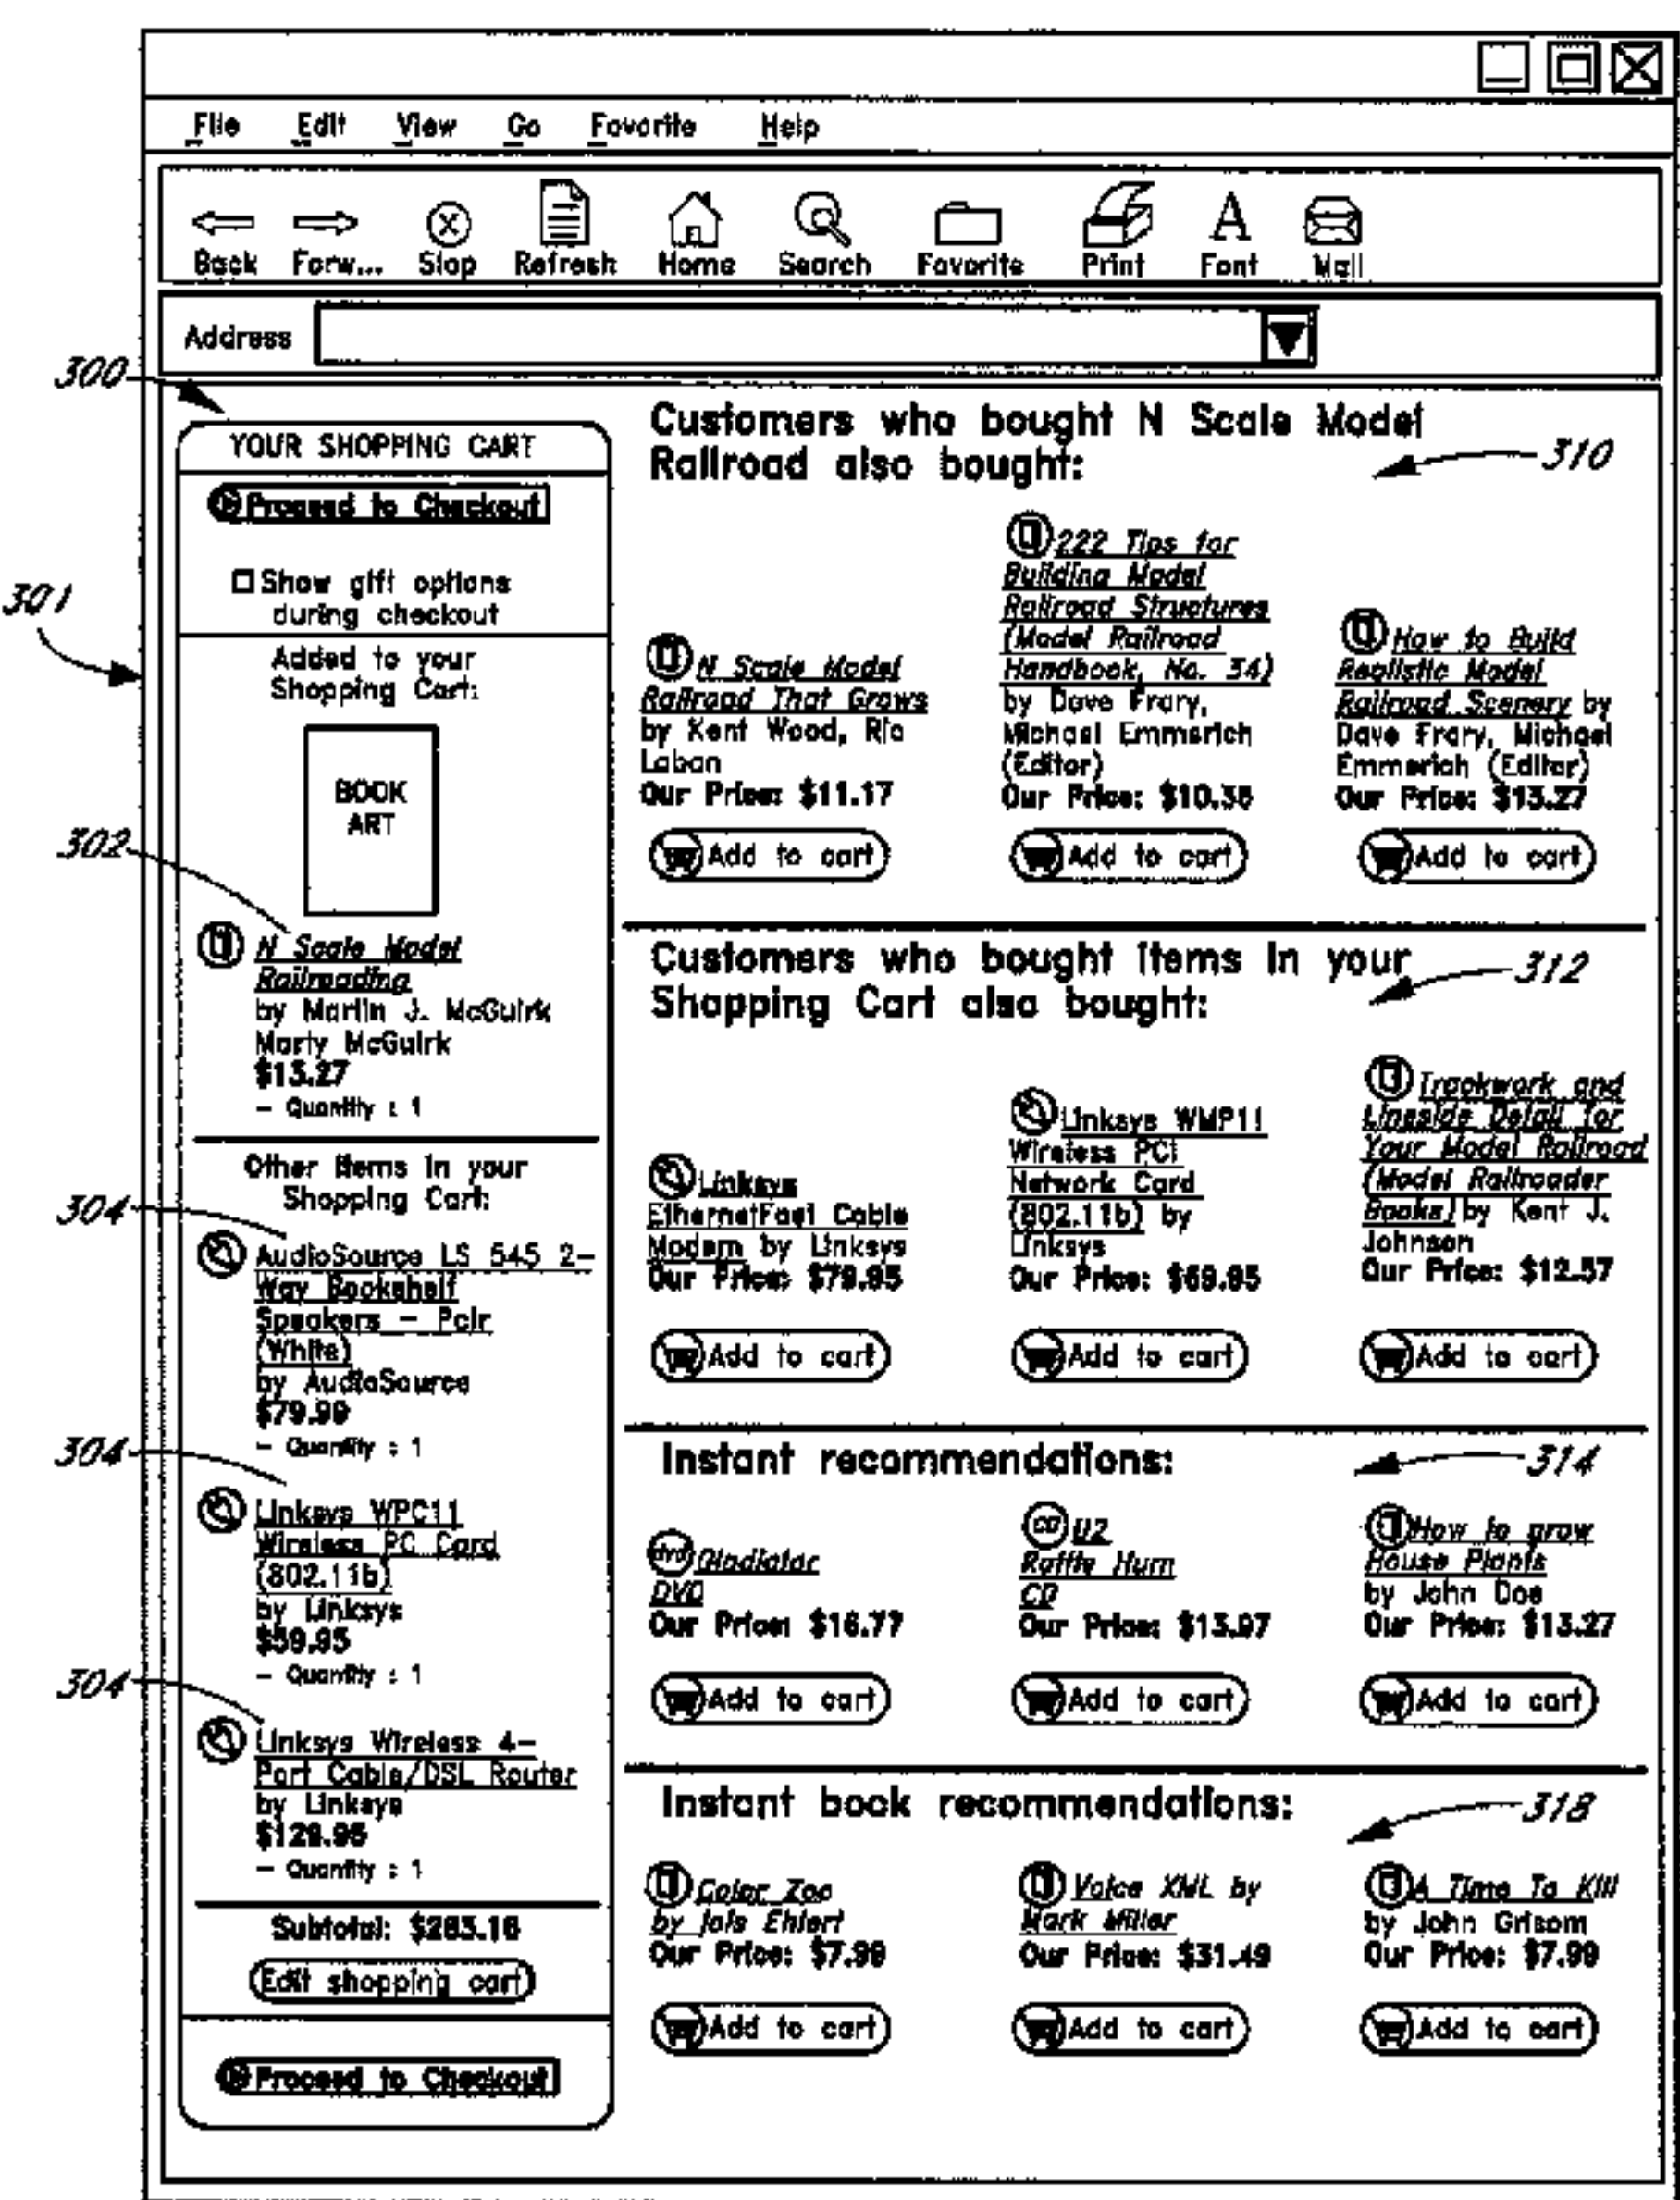 File Edit View Go Favorite Help
Back Forw... Stop Refresh Home Search Favorite Print Font Mail
Address
300
301
YOUR SHOPPING CART
Proceed to Checkout
Show gift options
during checkout
Added to your
Shopping Cart:
BOOK
ART
302
N Scale Model
Railroading
by Martin J. McGuirk
Marty McGuirk
$13.27
- Quantity : 1
Other items in your
Shopping Cart:
304
AudioSource LS 545 2-
Way Bookshelf
Speakers - Pair
(White)
by AudioSource
$79.99
- Quantity : 1
304
Linksys WPC11
Wireless PC Card
(802.11b)
by Linksys
$59.95
- Quantity : 1
304
Linksys Wireless 4-
Port Cable/DSL Router
by Linksys
$129.95
- Quantity : 1
Subtotal: $283.16
Edit shopping cart
Proceed to Checkout
Customers who bought N Scale Model
Railroad also bought:
310
N Scale Model
Railroad That Grows
by Kent Wood, Ric
Laban
Our Price: $11.17
Add to cart
222 Tips for
Building Model
Railroad Structures
(Model Railroad
Handbook, No. 34)
by Dave Frary,
Michael Emmerich
(Editor)
Our Price: $10.36
Add to cart
How to Build
Realistic Model
Railroad Scenery by
Dave Frary, Michael
Emmerich (Editor)
Our Price: $13.27
Add to cart
Customers who bought items in your
Shopping Cart also bought:
312
Linksys
EthernetFast Cable
Modem by Linksys
Our Price: $79.95
Add to cart
Linksys WMP11
Wireless PCI
Network Card
(802.11b) by
Linksys
Our Price: $69.95
Add to cart
Trackwork and
Lineside Detail for
Your Model Railroad
(Model Railroader
Books) by Kent J.
Johnson
Our Price: $12.57
Add to cart
Instant recommendations:
314
dvd Gladiator
DVD
Our Price: $16.77
Add to cart
CD U2
Rattle Hum
CD
Our Price: $13.97
Add to cart
How to grow
House Plants
by John Doe
Our Price: $13.27
Add to cart
Instant book recommendations:
318
Color Zoo
by Jois Ehlert
Our Price: $7.99
Add to cart
Voice XML by
Mark Miller
Our Price: $31.49
Add to cart
A Time To Kill
by John Grisom
Our Price: $7.99
Add to cart